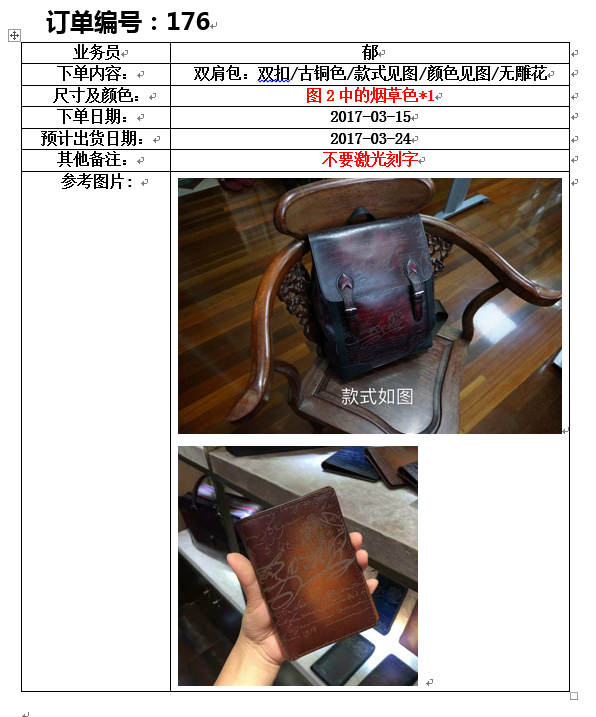 订单编号：176
业务员 郁
下单内容： 双肩包：双扣/古铜色/款式见图/颜色见图/无雕花
尺寸及颜色： 图2中的烟草色*1
下单日期： 2017-03-15
预计出货日期： 2017-03-24
其他备注： 不要激光刻字
参考图片：
款式如图